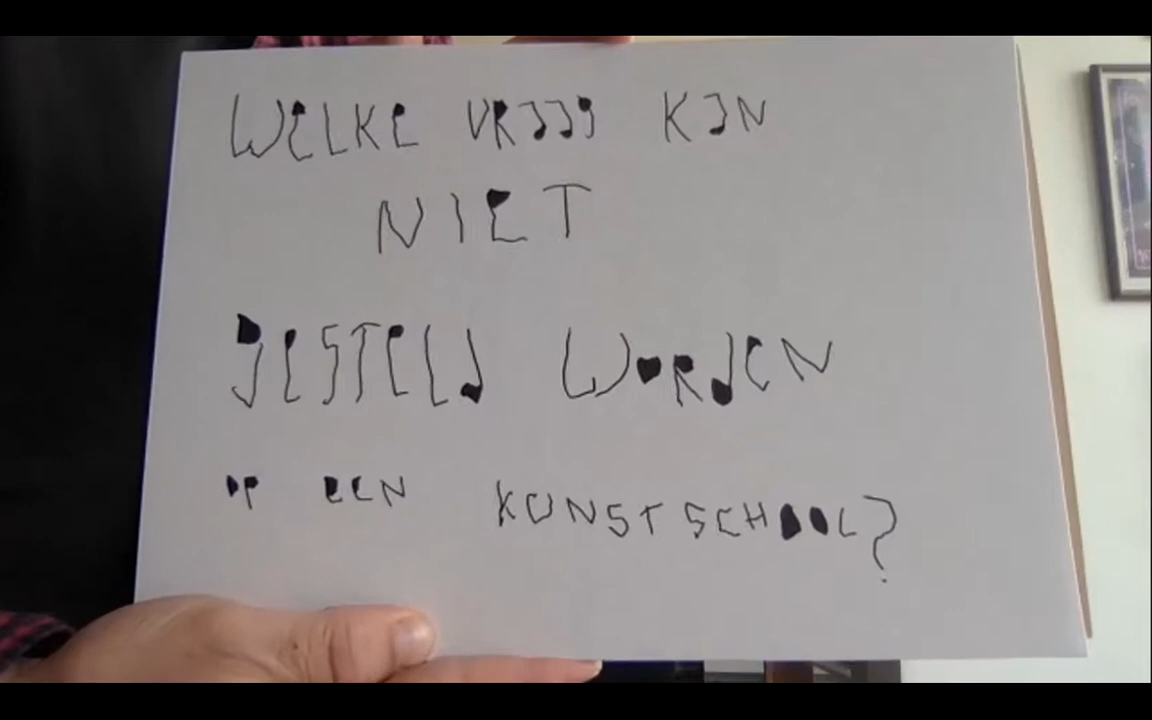 WELKE VRAAG KAN
NIET
GESTELD WORDEN
OP EEN KUNSTSCHOOL?